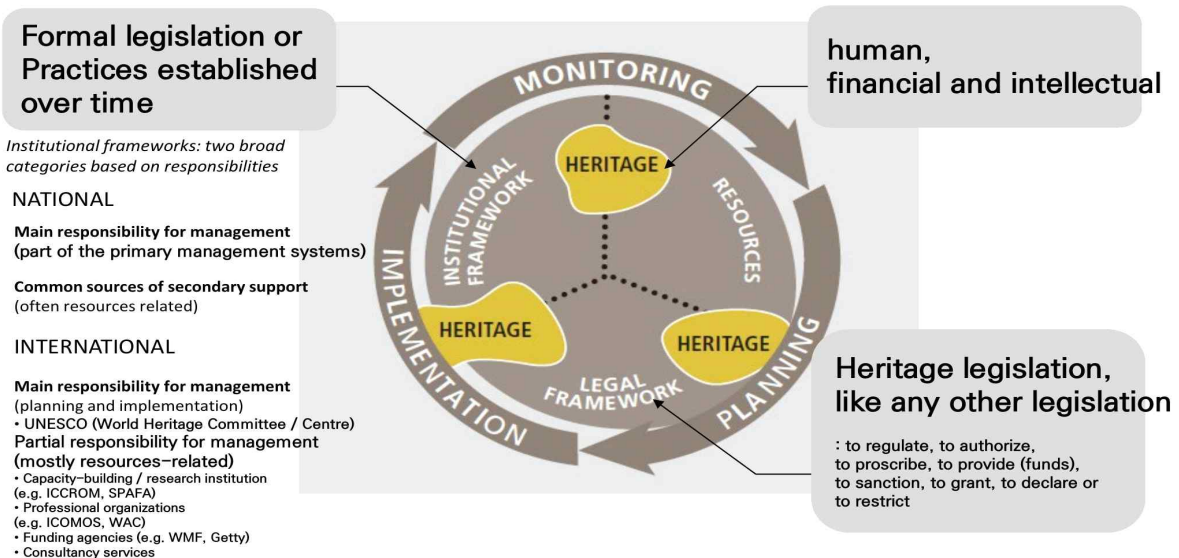 Formal legislation or
Practices established
over time
Institutional frameworks: two broad
categories based on responsibilities
NATIONAL
Main responsibility for management
(part of the primary management systems)
Common sources of secondary support
(often resources related)
INTERNATIONAL
Main responsibility for management
(planning and implementation)
• UNESCO (World Heritage Committee / Centre)
Partial responsibility for management
(mostly resources-related)
• Capacity-building / research institution
(e.g. ICCROM, SPAFA)
• Professional organizations
(e.g. ICOMOS, WAC)
• Funding agencies (e.g. WMF, Getty)
• Consultancy services
MONITORING
HERITAGE
INSTITUTIONAL
FRAMEWORK
RESOURCES
IMPLEMENTATION
HERITAGE
HERITAGE
LEGAL
FRAMEWORK
PLANNING
human,
financial and intellectual
Heritage legislation,
like any other legislation
: to regulate, to authorize,
to proscribe, to provide (funds),
to sanction, to grant, to declare or
to restrict